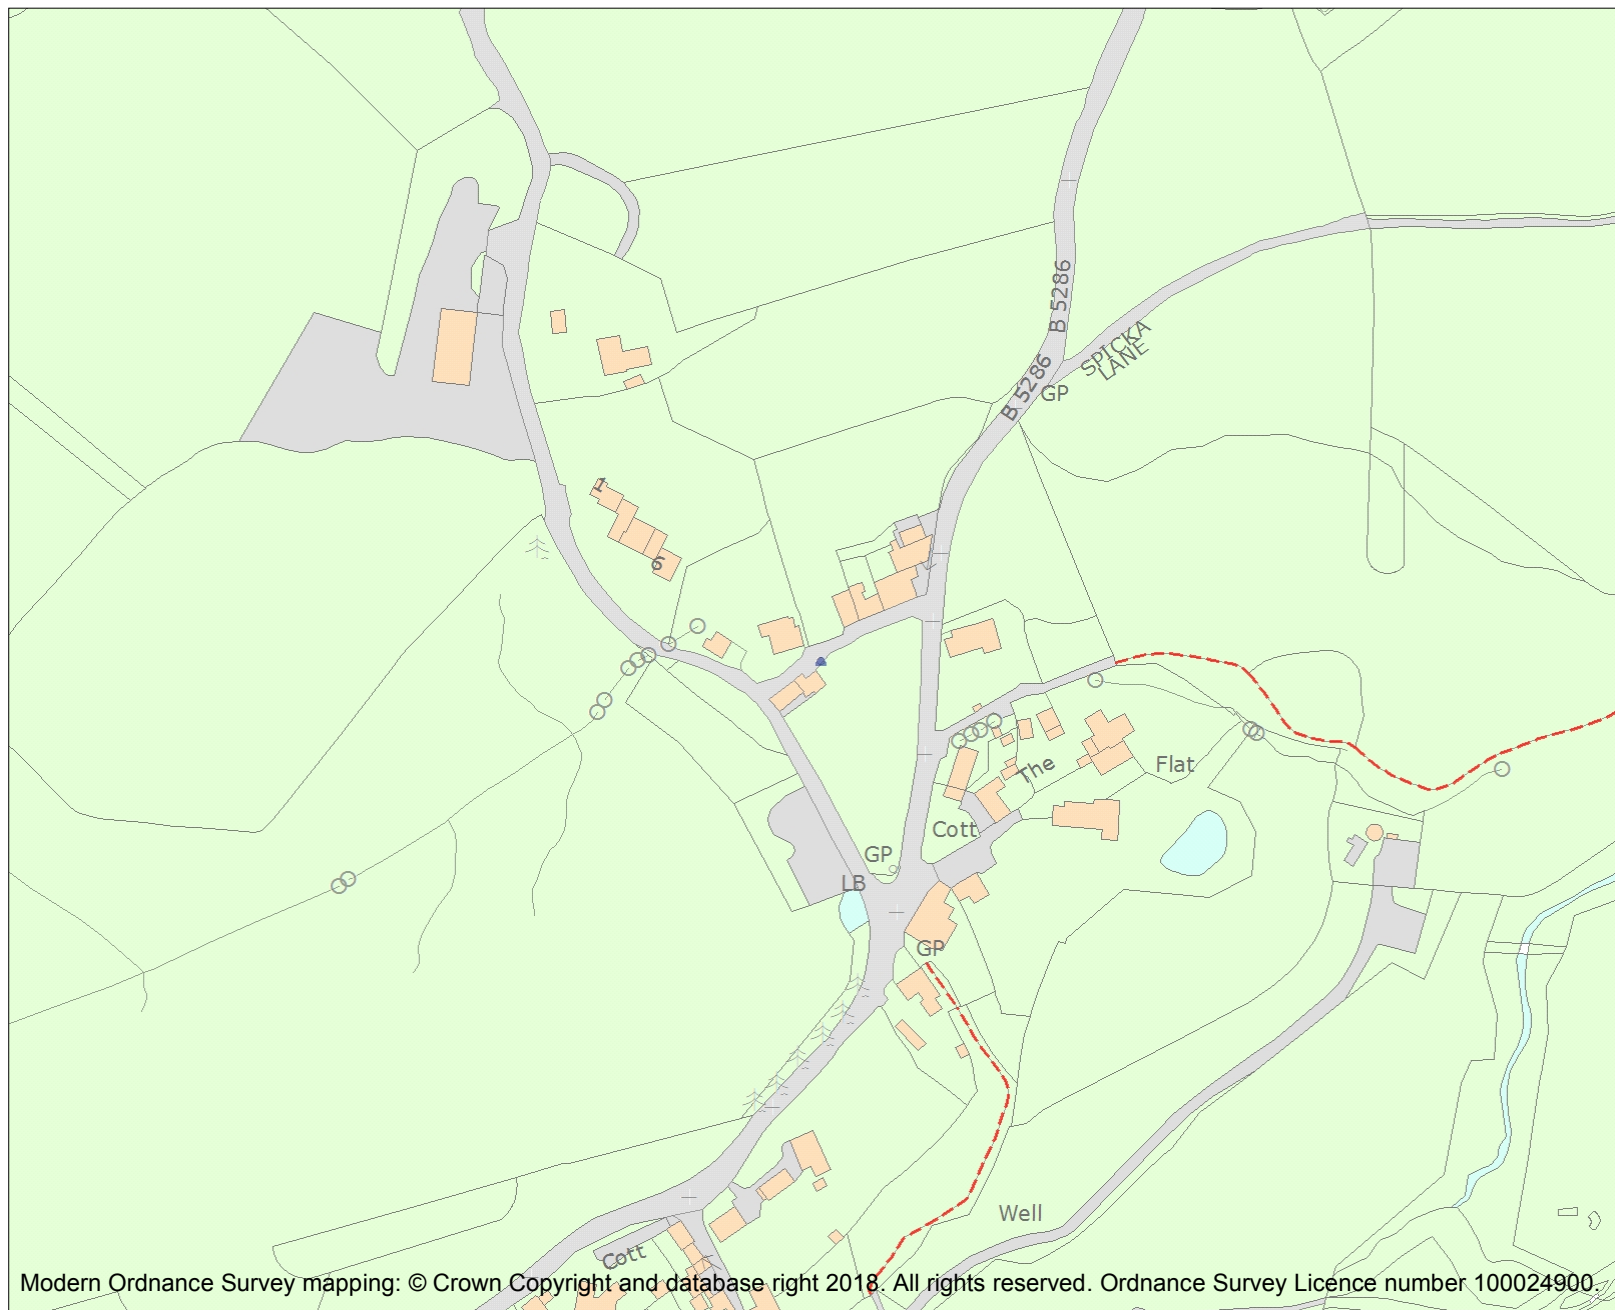 B 5286
SPICKA
LANE
B 5286
GP
1
6
The
Flat
Cott
GP
LB
GP
Well
Cott
Modern Ordnance Survey mapping: © Crown Copyright and database right 2018. All rights reserved. Ordnance Survey Licence number 100024900.